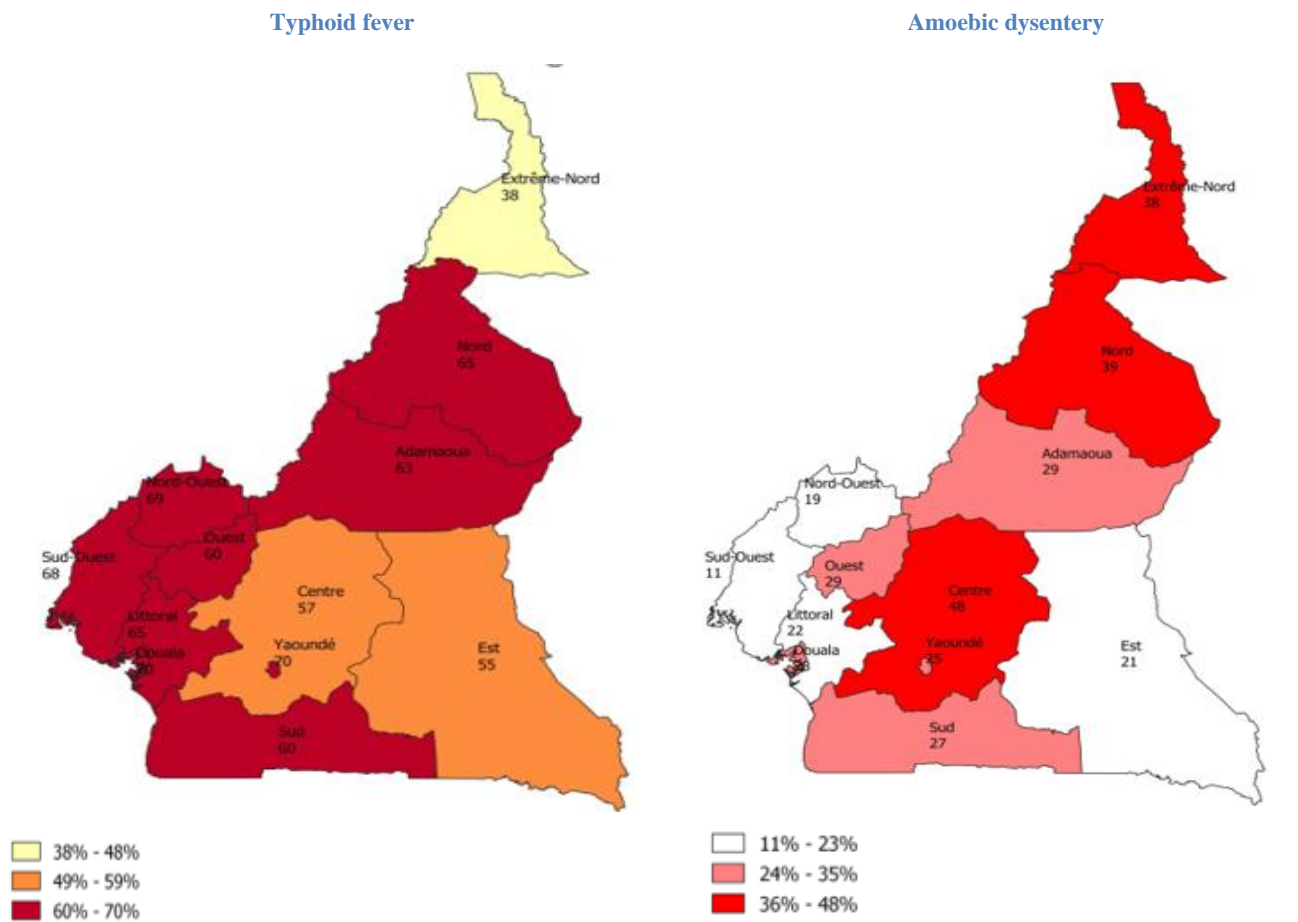 Typhoid fever
Extrême-Nord
38
Nord
65
Adamaoua
63
Nord-Ouest
69
Ouest
60
Sud-Ouest
68
Centre
57
Littoral
65
Yaoundé
70
Douala
Est
55
Sud
60
38% - 48%
49% - 59%
60% - 70%
Amoebic dysentery
Extrême-Nord
38
Nord
39
Adamaoua
29
Nord-Ouest
19
Sud-Ouest
11
Ouest
29
Centre
48
Littoral
22
Yaoundé
25
Douala
Est
21
Sud
27
11% - 23%
24% - 35%
36% - 48%